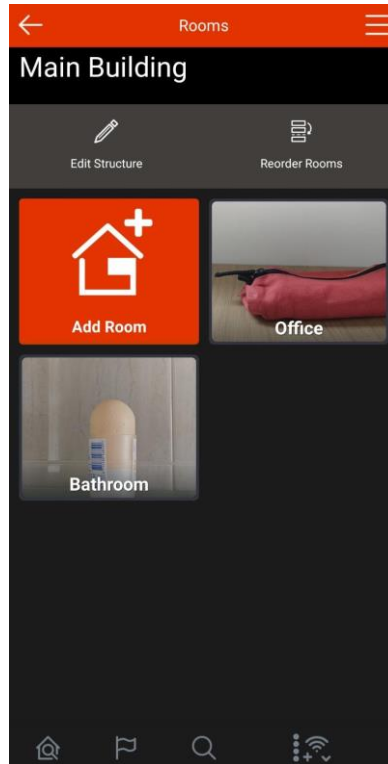 Rooms
Main Building
Edit Structure
Reorder Rooms
Add Room
Office
Bathroom